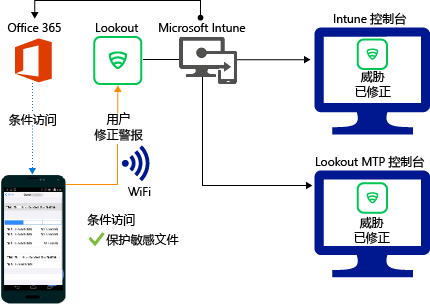 Office 365
Lookout
Microsoft Intune
Intune 控制台
威胁
已修正
条件访问
用户
修正警报
WiFi
Lookout MTP 控制台
威胁
已修正
条件访问
保护敏感文件